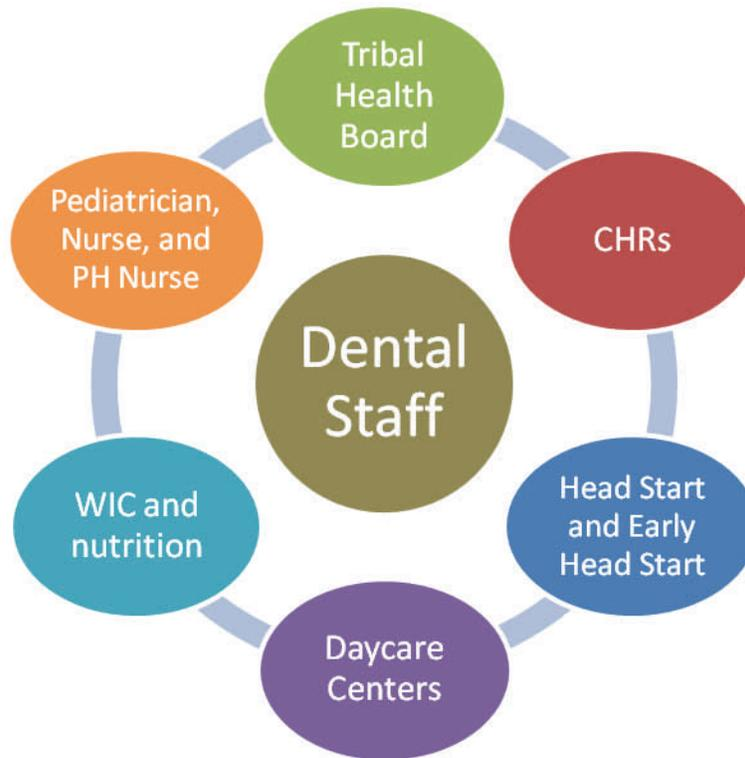 Tribal
Health
Board
CHRs
Head Start
and Early
Head Start
Daycare
Centers
WIC and
nutrition
Pediatrician,
Nurse, and
PH Nurse
Dental
Staff